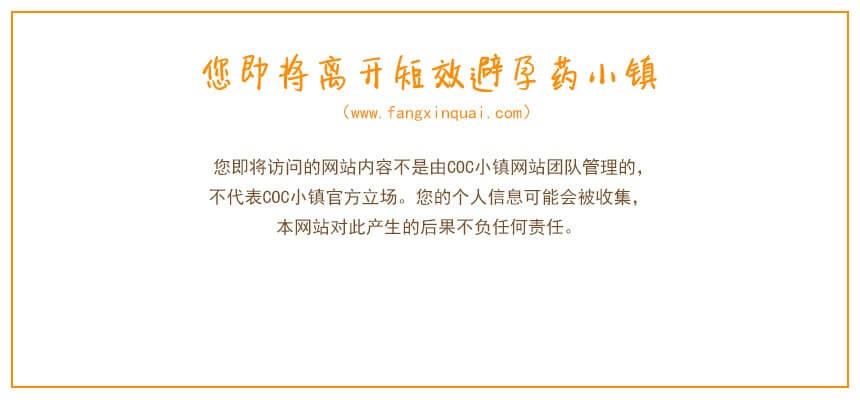 您即将离开短效避孕药小镇
（www.fangxinquai.com）
您即将访问的网站内容不是由COC小镇网站团队管理的，
不代表COC小镇官方立场。您的个人信息可能会被收集，
本网站对此产生的后果不负任何责任。